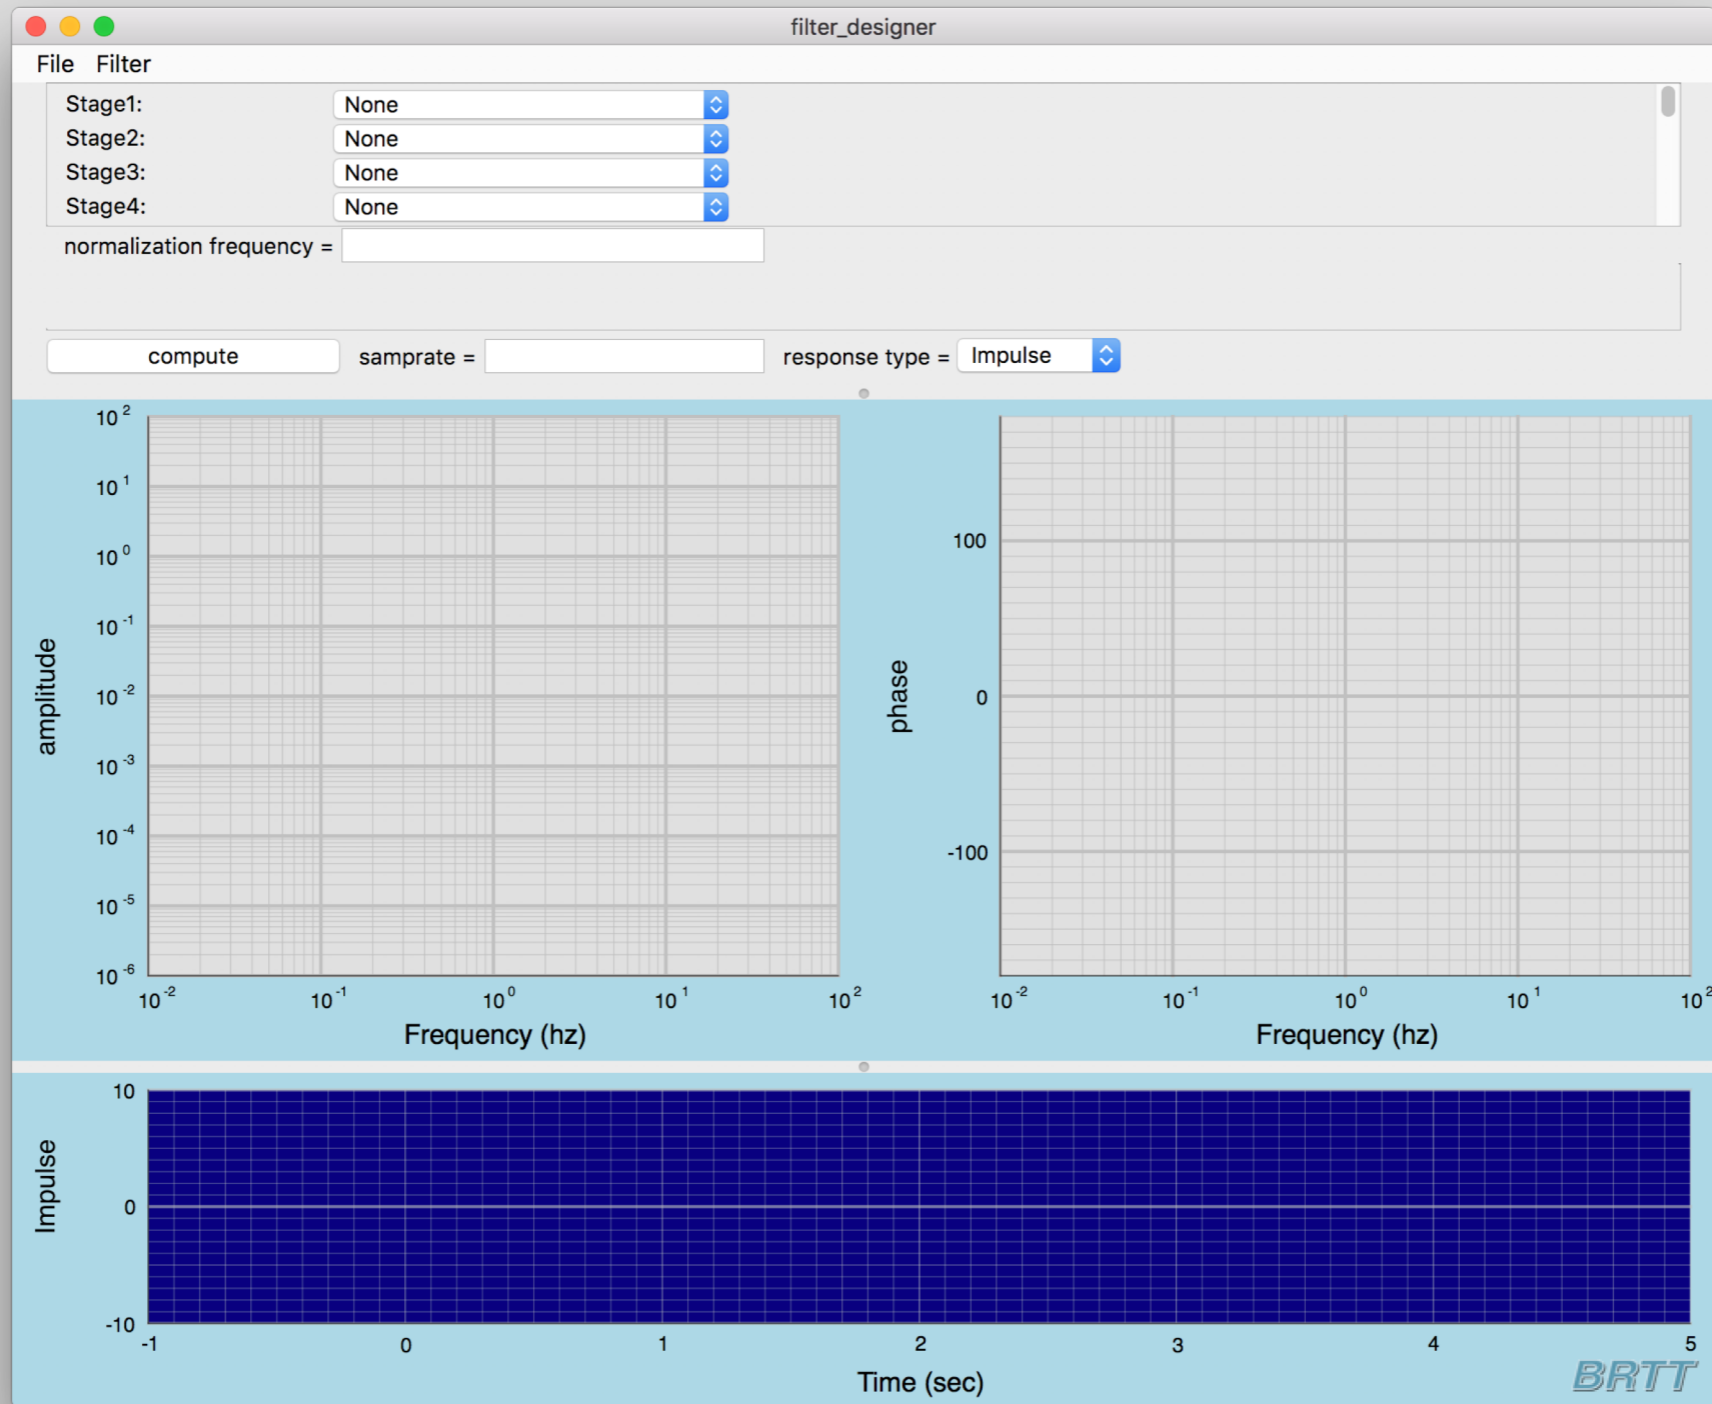 filter_designer
File Filter
Stage1: None
Stage2: None
Stage3: None
Stage4: None
normalization frequency =
compute samprate = response type = Impulse
10^2
10^1
10^0
10^-1
10^-2
10^-3
10^-4
10^-5
10^-6
amplitude
10^-2 10^-1 10^0 10^1 10^2
Frequency (hz)
100
0
-100
phase
10^-2 10^-1 10^0 10^1 10^2
Frequency (hz)
10
0
-10
Impulse
-1 0 1 2 3 4 5
Time (sec)
BRTT